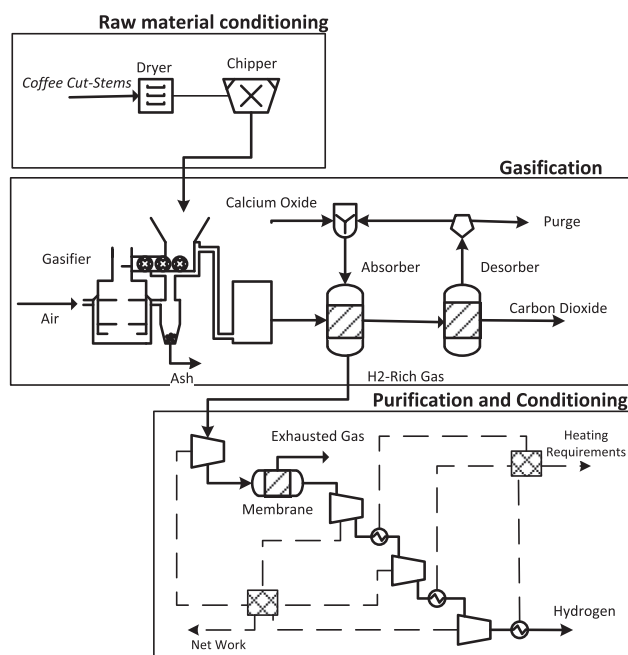 Raw material conditioning
Coffee Cut-Stems
Dryer
Chipper
Gasification
Calcium Oxide
Purge
Gasifier
Absorber
Desorber
Air
Carbon Dioxide
Ash
H2-Rich Gas
Purification and Conditioning
Exhausted Gas
Heating
Requirements
Membrane
Hydrogen
Net Work